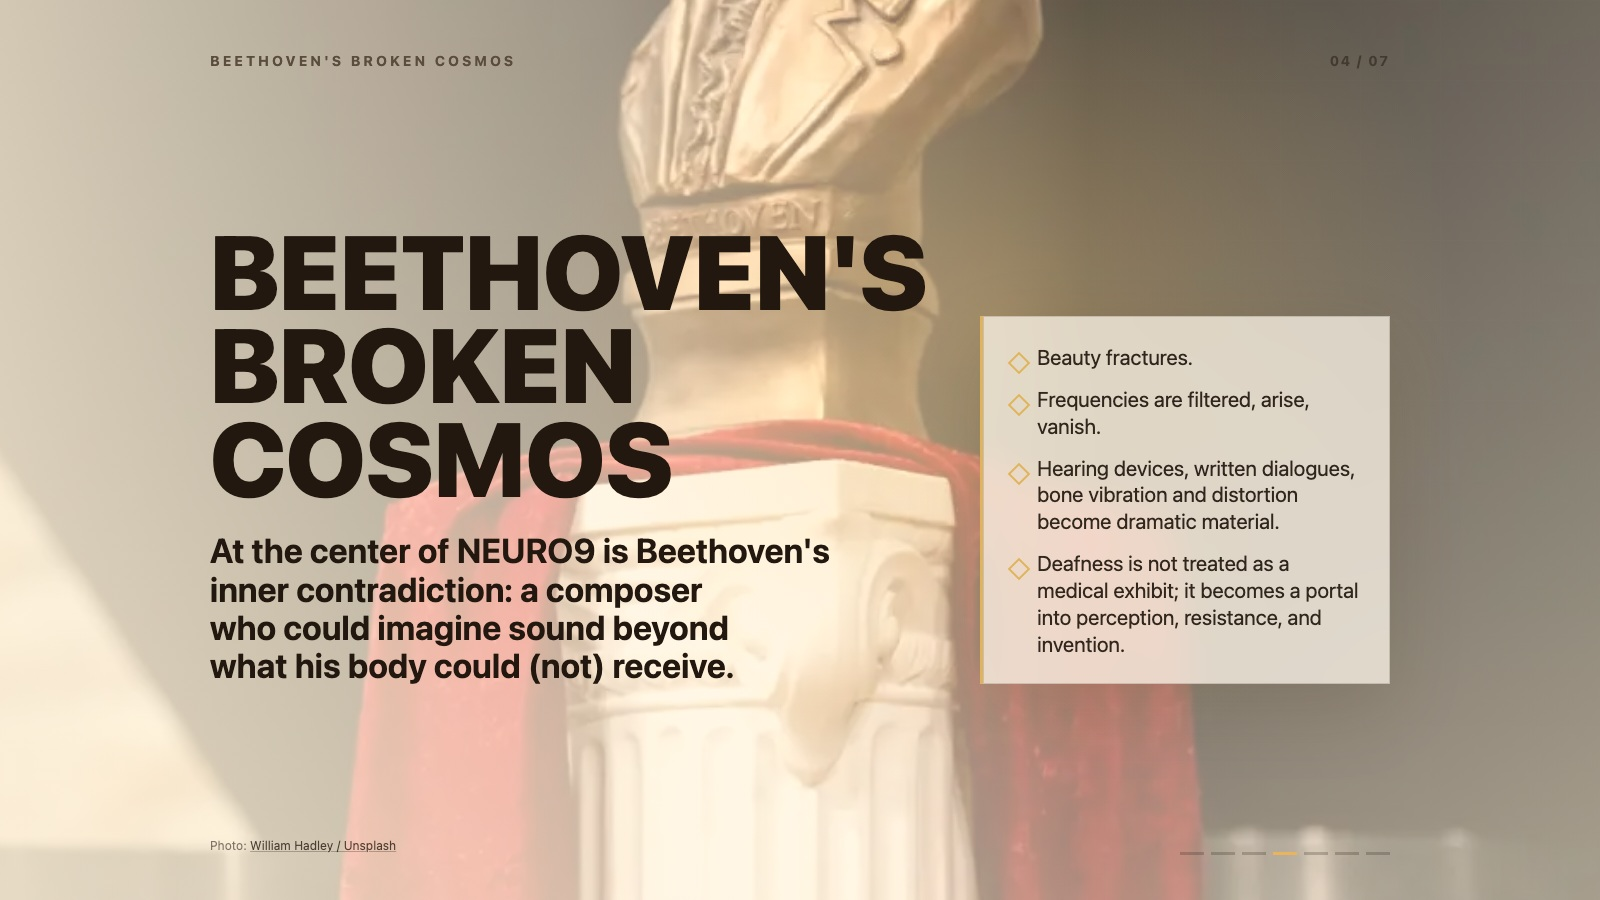 BEETHOVEN'S BROKEN COSMOS
04 / 07
BEETHOVEN
BEETHOVEN'S
BROKEN
COSMOS
At the center of NEURO9 is Beethoven's
inner contradiction: a composer
who could imagine sound beyond
what his body could (not) receive.
Beauty fractures.
Frequencies are filtered, arise,
vanish.
Hearing devices, written dialogues,
bone vibration and distortion
become dramatic material.
Deafness is not treated as a
medical exhibit; it becomes a portal
into perception, resistance, and
invention.
Photo: William Hadley / Unsplash